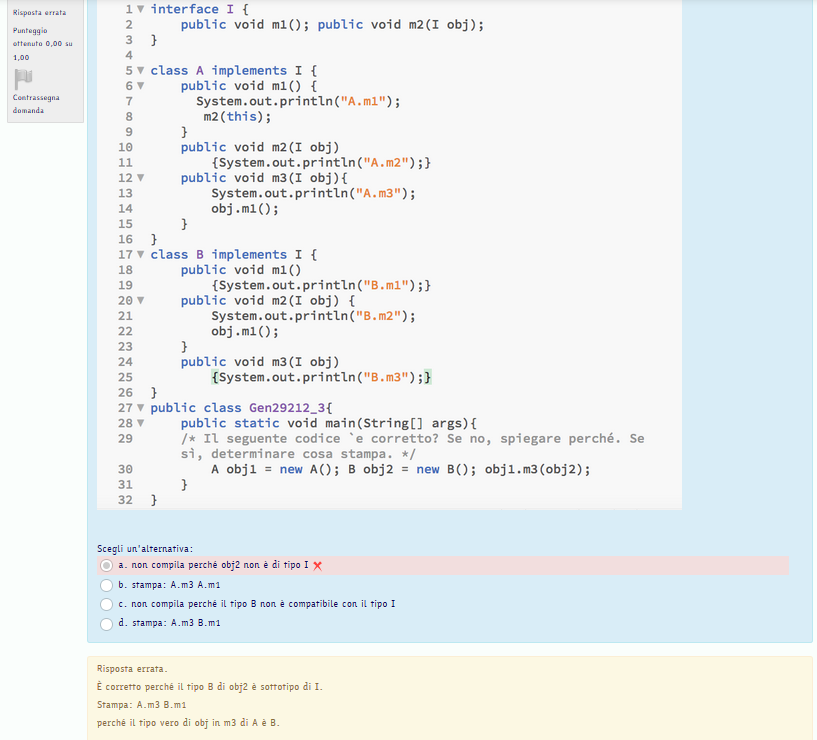 Risposta errata
Punteggio
ottenuto 0,00 su
1,00
Contrassegna
domanda
1 interface I {
2 public void m1(); public void m2(I obj);
3 }
4
5 class A implements I {
6 public void m1() {
7 System.out.println("A.m1");
8 m2(this);
9 }
10 public void m2(I obj)
11 {System.out.println("A.m2");}
12 public void m3(I obj){
13 System.out.println("A.m3");
14 obj.m1();
15 }
16 }
17 class B implements I {
18 public void m1()
19 {System.out.println("B.m1");}
20 public void m2(I obj) {
21 System.out.println("B.m2");
22 obj.m1();
23 }
24 public void m3(I obj)
25 {System.out.println("B.m3");}
26 }
27 public class Gen29212_3{
28 public static void main(String[] args){
29 /* Il seguente codice `e corretto? Se no, spiegare perché. Se
sì, determinare cosa stampa. */
30 A obj1 = new A(); B obj2 = new B(); obj1.m3(obj2);
31 }
32 }
Scegli un'alternativa:
a. non compila perché obj2 non è di tipo I
b. stampa: A.m3 A.m1
c. non compila perché il tipo B non è compatibile con il tipo I
d. stampa: A.m3 B.m1
Risposta errata.
È corretto perché il tipo B di obj2 è sottotipo di I.
Stampa: A.m3 B.m1
perché il tipo vero di obj in m3 di A è B.